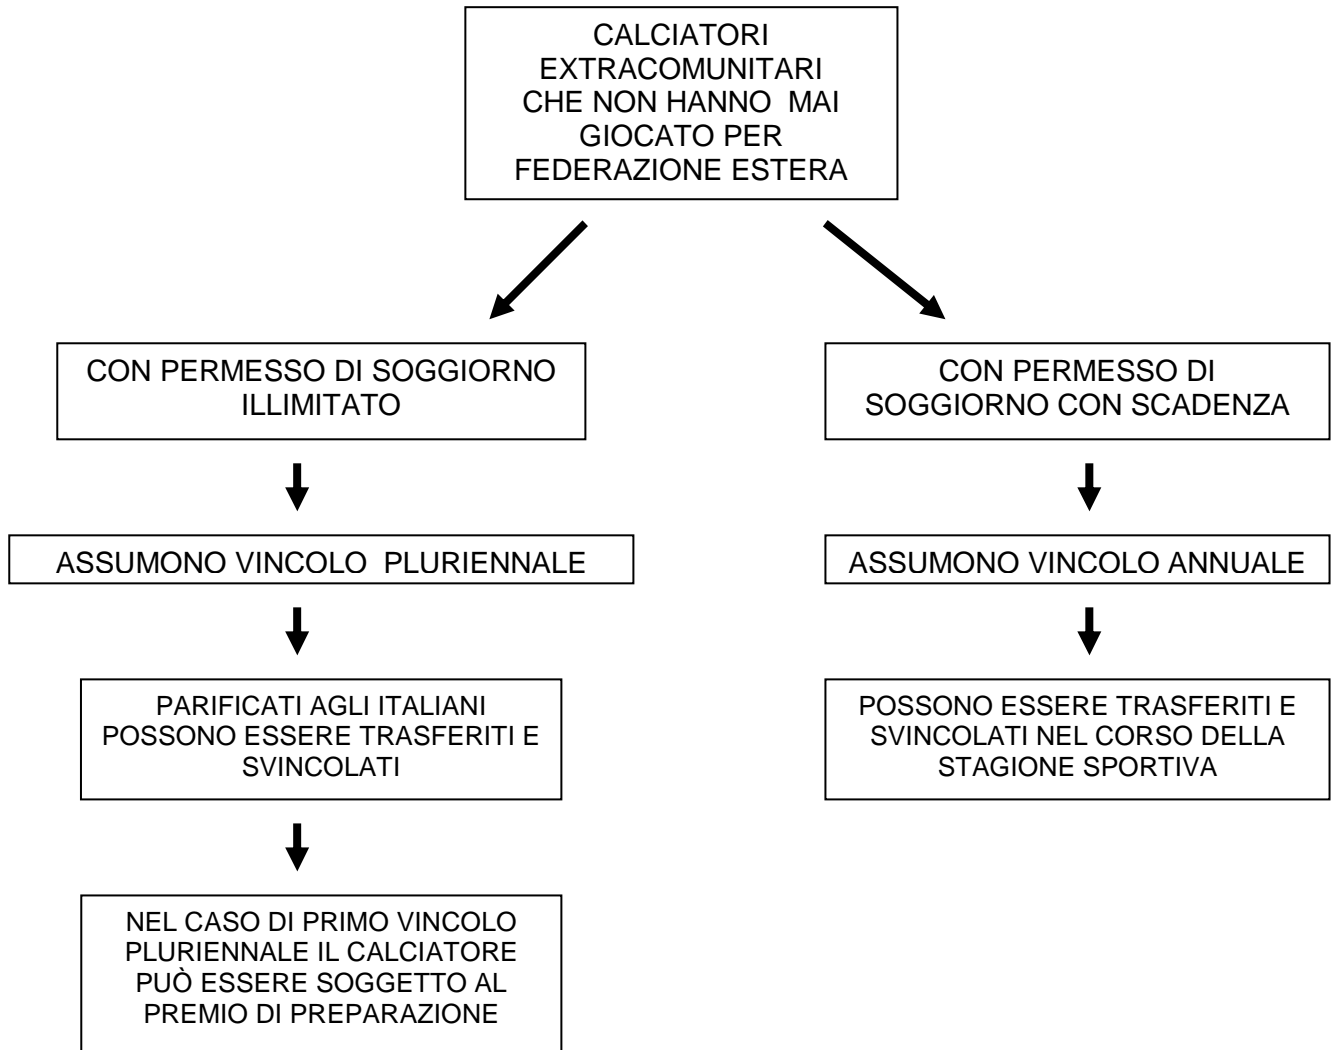 CALCIATORI
EXTRACOMUNITARI
CHE NON HANNO MAI
GIOCATO PER
FEDERAZIONE ESTERA
CON PERMESSO DI SOGGIORNO
ILLIMITATO
CON PERMESSO DI
SOGGIORNO CON SCADENZA
ASSUMONO VINCOLO PLURIENNALE
ASSUMONO VINCOLO ANNUALE
PARIFICATI AGLI ITALIANI
POSSONO ESSERE TRASFERITI E
SVINCOLATI
POSSONO ESSERE TRASFERITI E
SVINCOLATI NEL CORSO DELLA
STAGIONE SPORTIVA
NEL CASO DI PRIMO VINCOLO
PLURIENNALE IL CALCIATORE
PUÒ ESSERE SOGGETTO AL
PREMIO DI PREPARAZIONE